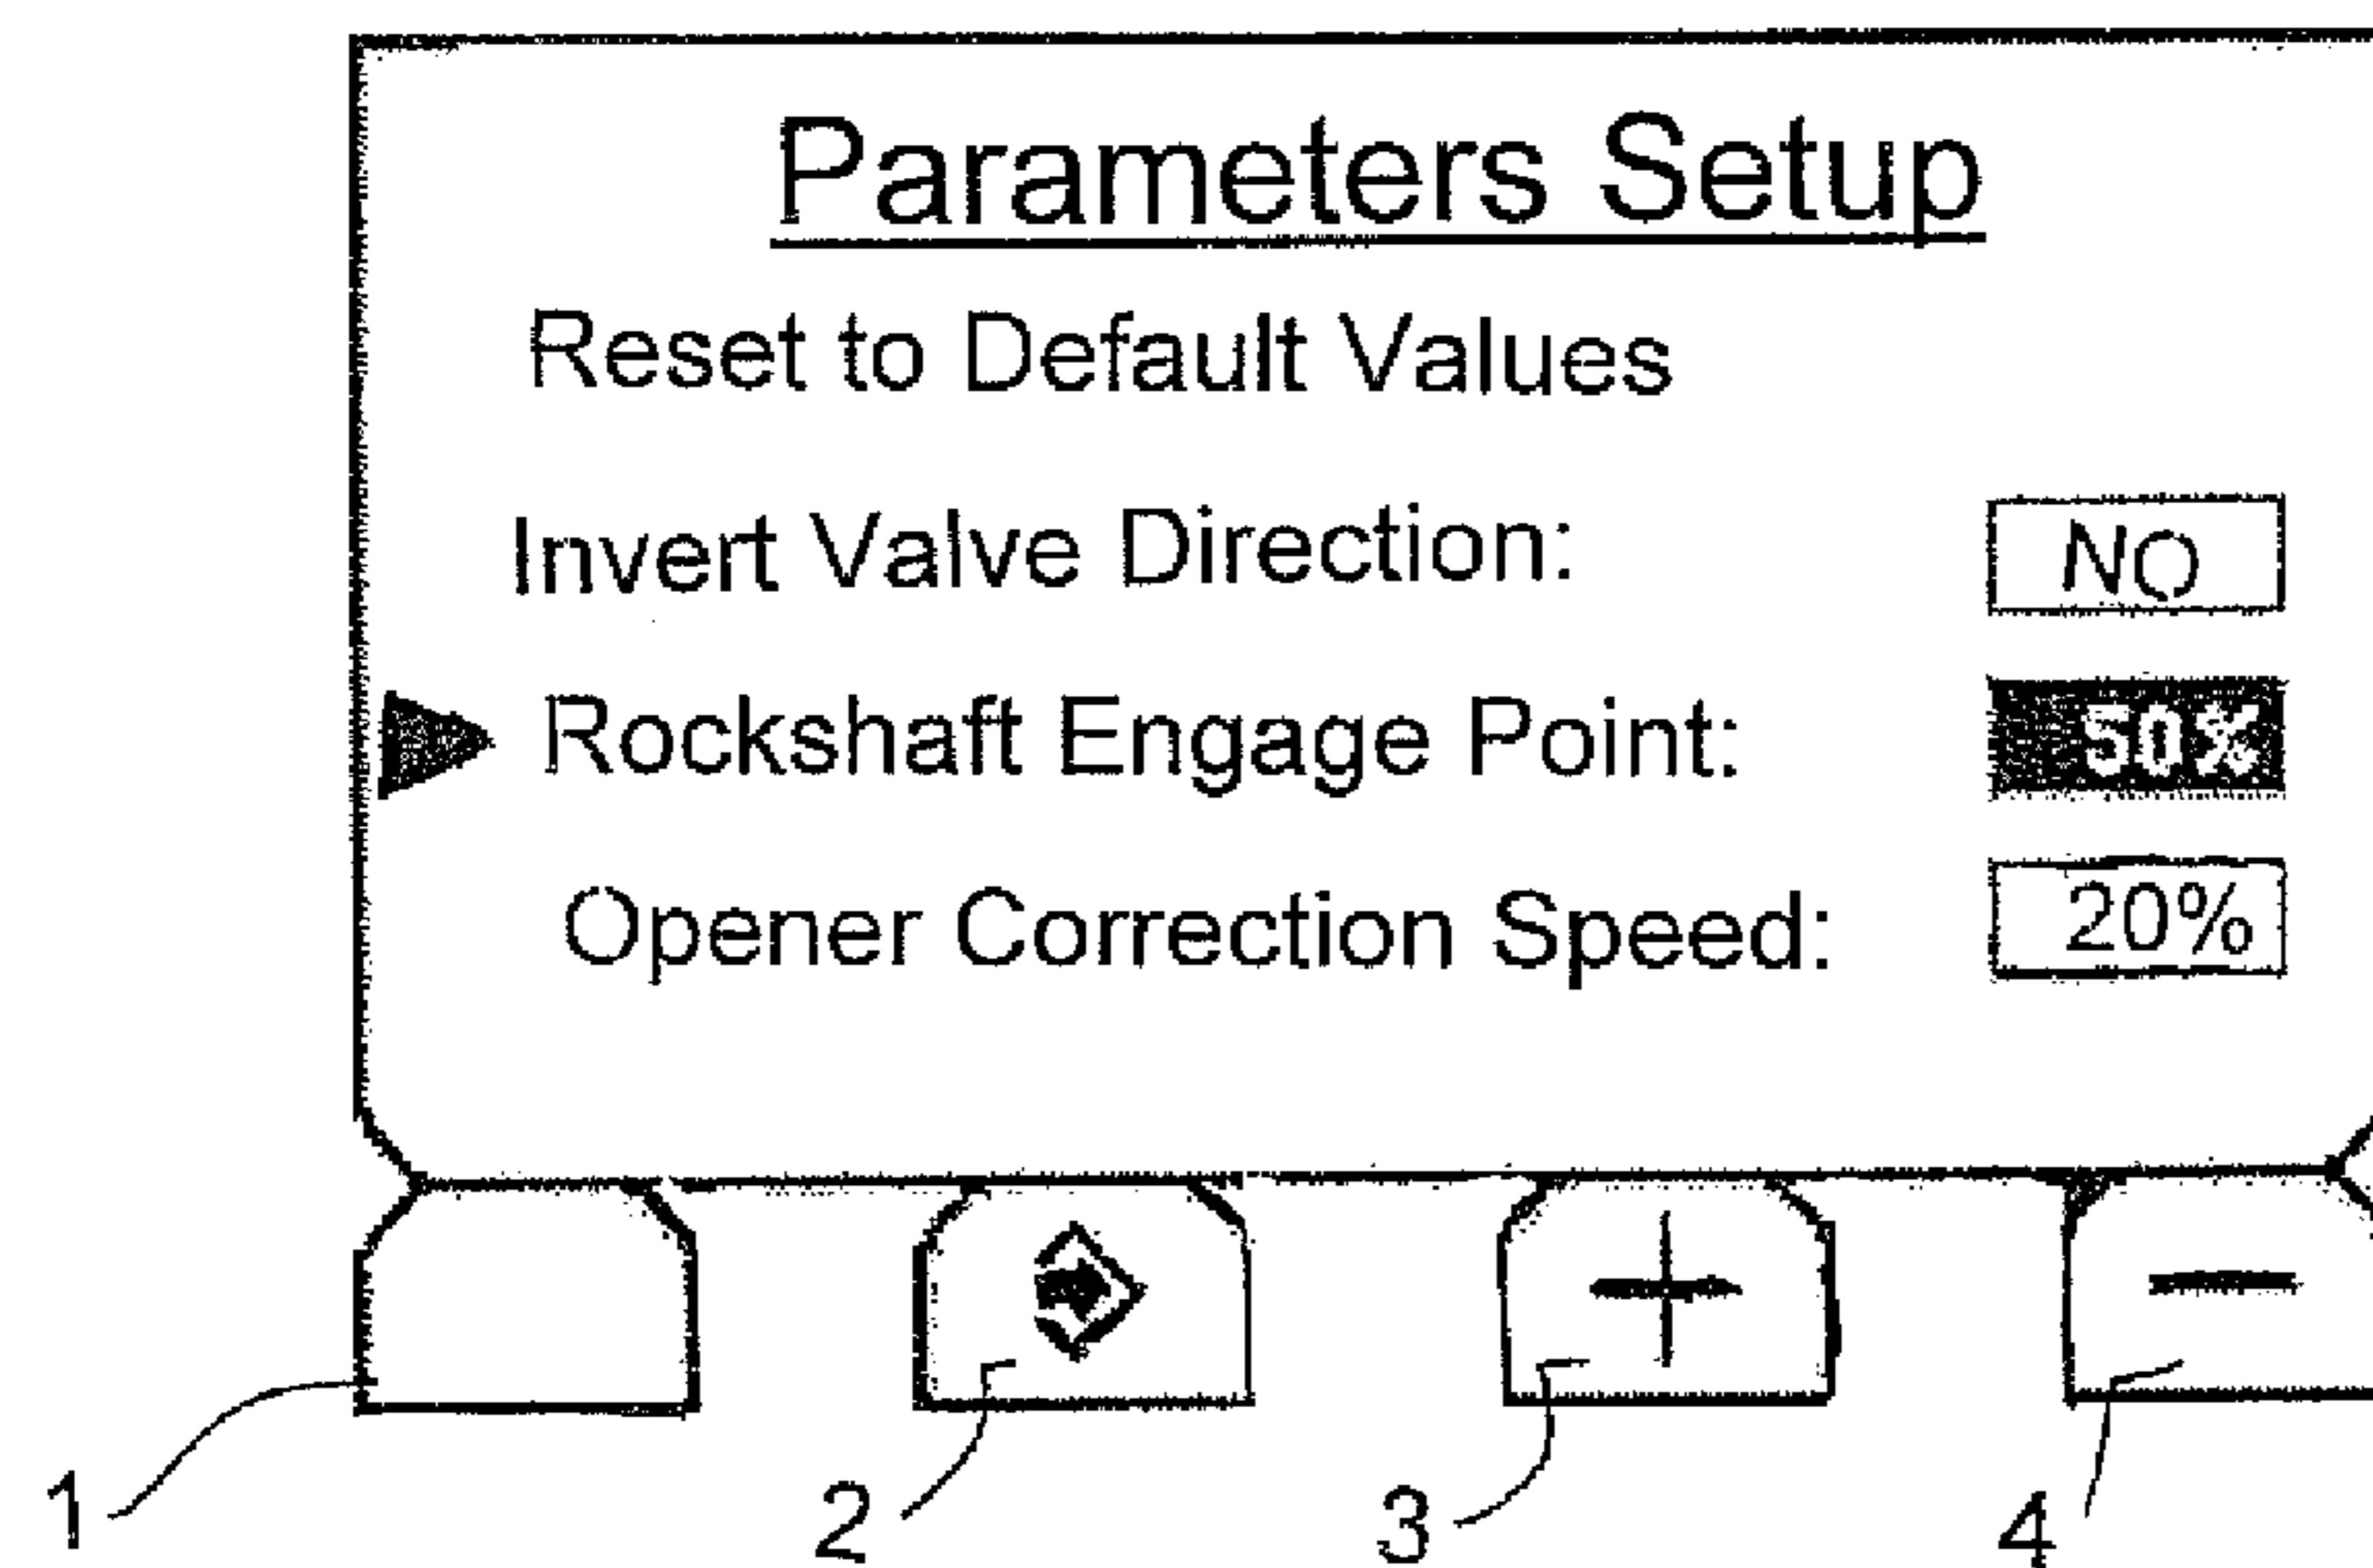 Parameters Setup
Reset to Default Values
Invert Valve Direction: NO
Rockshaft Engage Point: 50%
Opener Correction Speed: 20%
+ —
1 2 3 4